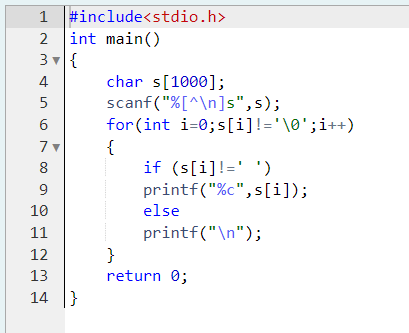 1 #include<stdio.h>
2 int main()
3 {
4 char s[1000];
5 scanf("%[^\n]s",s);
6 for(int i=0;s[i]!='\0';i++)
7 {
8 if (s[i]!=' ')
9 printf("%c",s[i]);
10 else
11 printf("\n");
12 }
13 return 0;
14 }